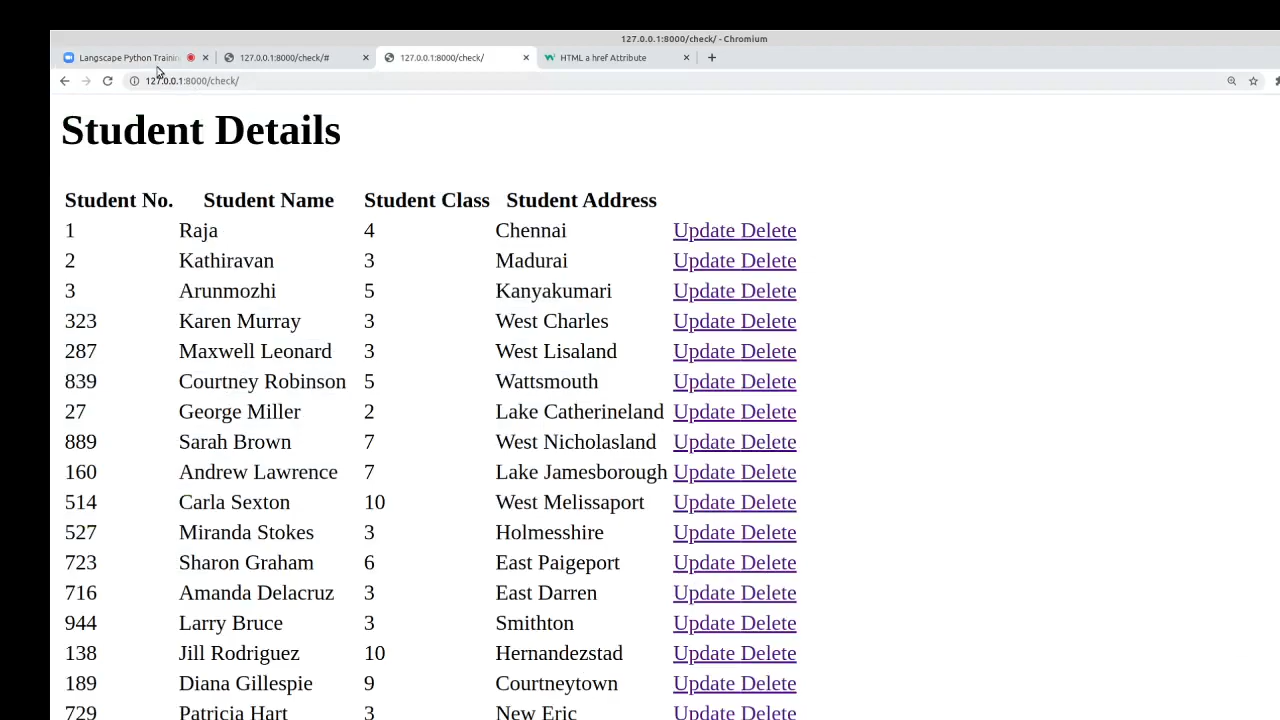 127.0.0.1:8000/check/ - Chromium
Langscape Python Trainin 127.0.0.1:8000/check/# 127.0.0.1:8000/check/ HTML a href Attribute
127.0.0.1:8000/check/
Student Details
Student No. Student Name Student Class Student Address
1 Raja 4 Chennai Update Delete
2 Kathiravan 3 Madurai Update Delete
3 Arunmozhi 5 Kanyakumari Update Delete
323 Karen Murray 3 West Charles Update Delete
287 Maxwell Leonard 3 West Lisaland Update Delete
839 Courtney Robinson 5 Wattsmouth Update Delete
27 George Miller 2 Lake Catherineland Update Delete
889 Sarah Brown 7 West Nicholasland Update Delete
160 Andrew Lawrence 7 Lake Jamesborough Update Delete
514 Carla Sexton 10 West Melissaport Update Delete
527 Miranda Stokes 3 Holmesshire Update Delete
723 Sharon Graham 6 East Paigeport Update Delete
716 Amanda Delacruz 3 East Darren Update Delete
944 Larry Bruce 3 Smithton Update Delete
138 Jill Rodriguez 10 Hernandezstad Update Delete
189 Diana Gillespie 9 Courtneytown Update Delete
729 Patricia Hart 3 New Eric Update Delete